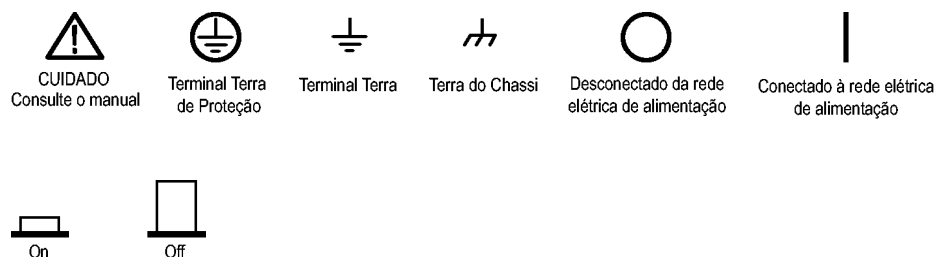 CUIDADO
Consulte o manual
Terminal Terra
de Proteção
Terminal Terra
Terra do Chassi
Desconectado da rede
elétrica de alimentação
Conectado à rede elétrica
de alimentação
On
Off